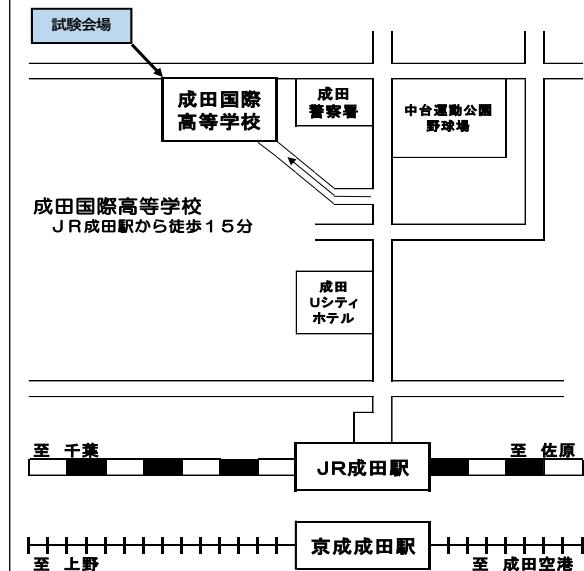 試験会場
成田国際
高等学校
成田
警察署
中台運動公園
野球場
成田国際高等学校
JR成田駅から徒歩15分
成田
Uシティ
ホテル
至 千葉
至 佐原
JR成田駅
京成成田駅
至 上野
至 成田空港